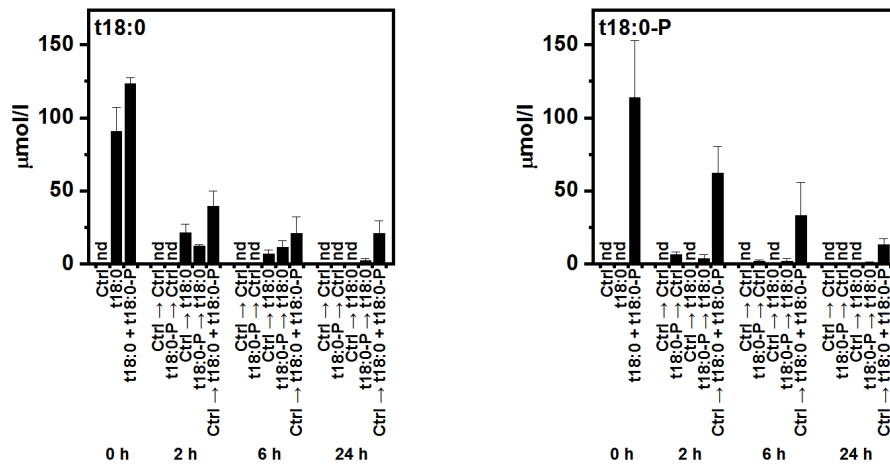 t18:0
150
100
50
0
µmol/l
nd
nd
nd
nd
nd
nd
nd
nd
Ctrl
t18:0
t18:0 + t18:0-P
Ctrl → Ctrl
t18:0-P → Ctrl
Ctrl → t18:0
t18:0-P → t18:0
Ctrl → t18:0 + t18:0-P
Ctrl → Ctrl
t18:0-P → Ctrl
Ctrl → t18:0
t18:0-P → t18:0
Ctrl → t18:0 + t18:0-P
Ctrl → Ctrl
t18:0-P → Ctrl
Ctrl → t18:0
t18:0-P → t18:0
Ctrl → t18:0 + t18:0-P
0 h
2 h
6 h
24 h
t18:0-P
150
100
50
0
µmol/l
nd
nd
nd
nd
nd
nd
nd
nd
nd
Ctrl
t18:0
t18:0 + t18:0-P
Ctrl → Ctrl
t18:0-P → Ctrl
Ctrl → t18:0
t18:0-P → t18:0
Ctrl → t18:0 + t18:0-P
Ctrl → Ctrl
t18:0-P → Ctrl
Ctrl → t18:0
t18:0-P → t18:0
Ctrl → t18:0 + t18:0-P
Ctrl → Ctrl
t18:0-P → Ctrl
Ctrl → t18:0
t18:0-P → t18:0
Ctrl → t18:0 + t18:0-P
0 h
2 h
6 h
24 h